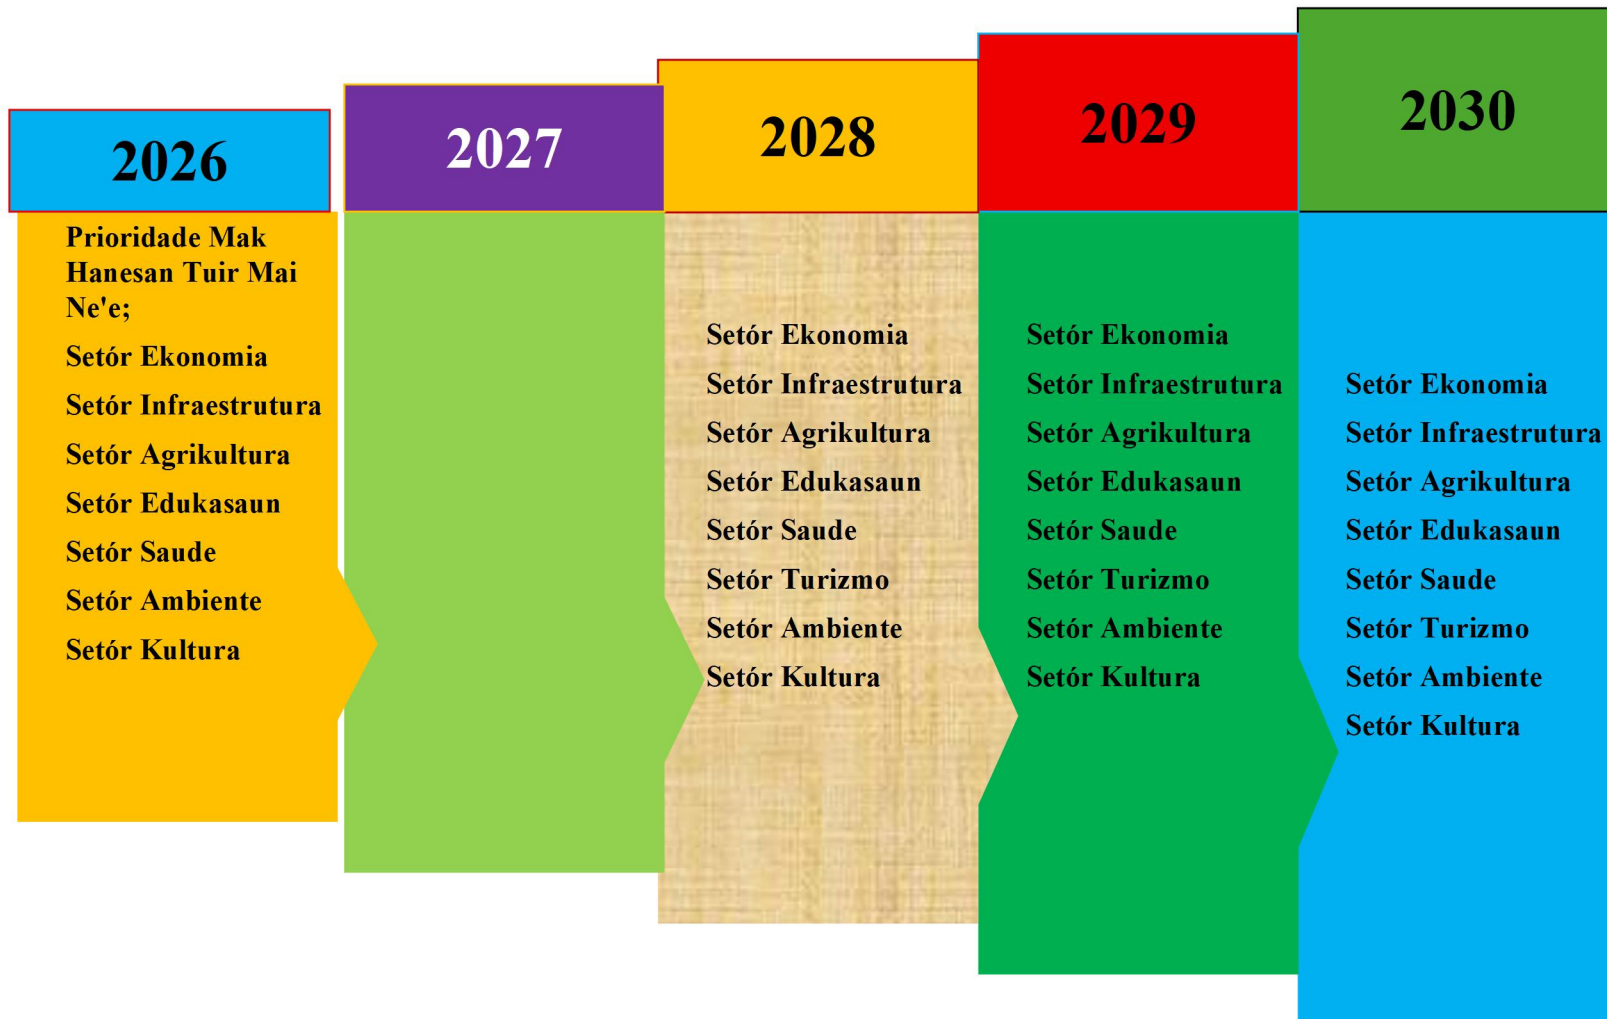 2026
Prioridade Mak
Hanesan Tuir Mai
Ne'e;
Setór Ekonomia
Setór Infraestrutura
Setór Agrikultura
Setór Edukasaun
Setór Saude
Setór Ambiente
Setór Kultura
2027
2028
Setór Ekonomia
Setór Infraestrutura
Setór Agrikultura
Setór Edukasaun
Setór Saude
Setór Turizmo
Setór Ambiente
Setór Kultura
2029
Setór Ekonomia
Setór Infraestrutura
Setór Agrikultura
Setór Edukasaun
Setór Saude
Setór Turizmo
Setór Ambiente
Setór Kultura
2030
Setór Ekonomia
Setór Infraestrutura
Setór Agrikultura
Setór Edukasaun
Setór Saude
Setór Turizmo
Setór Ambiente
Setór Kultura